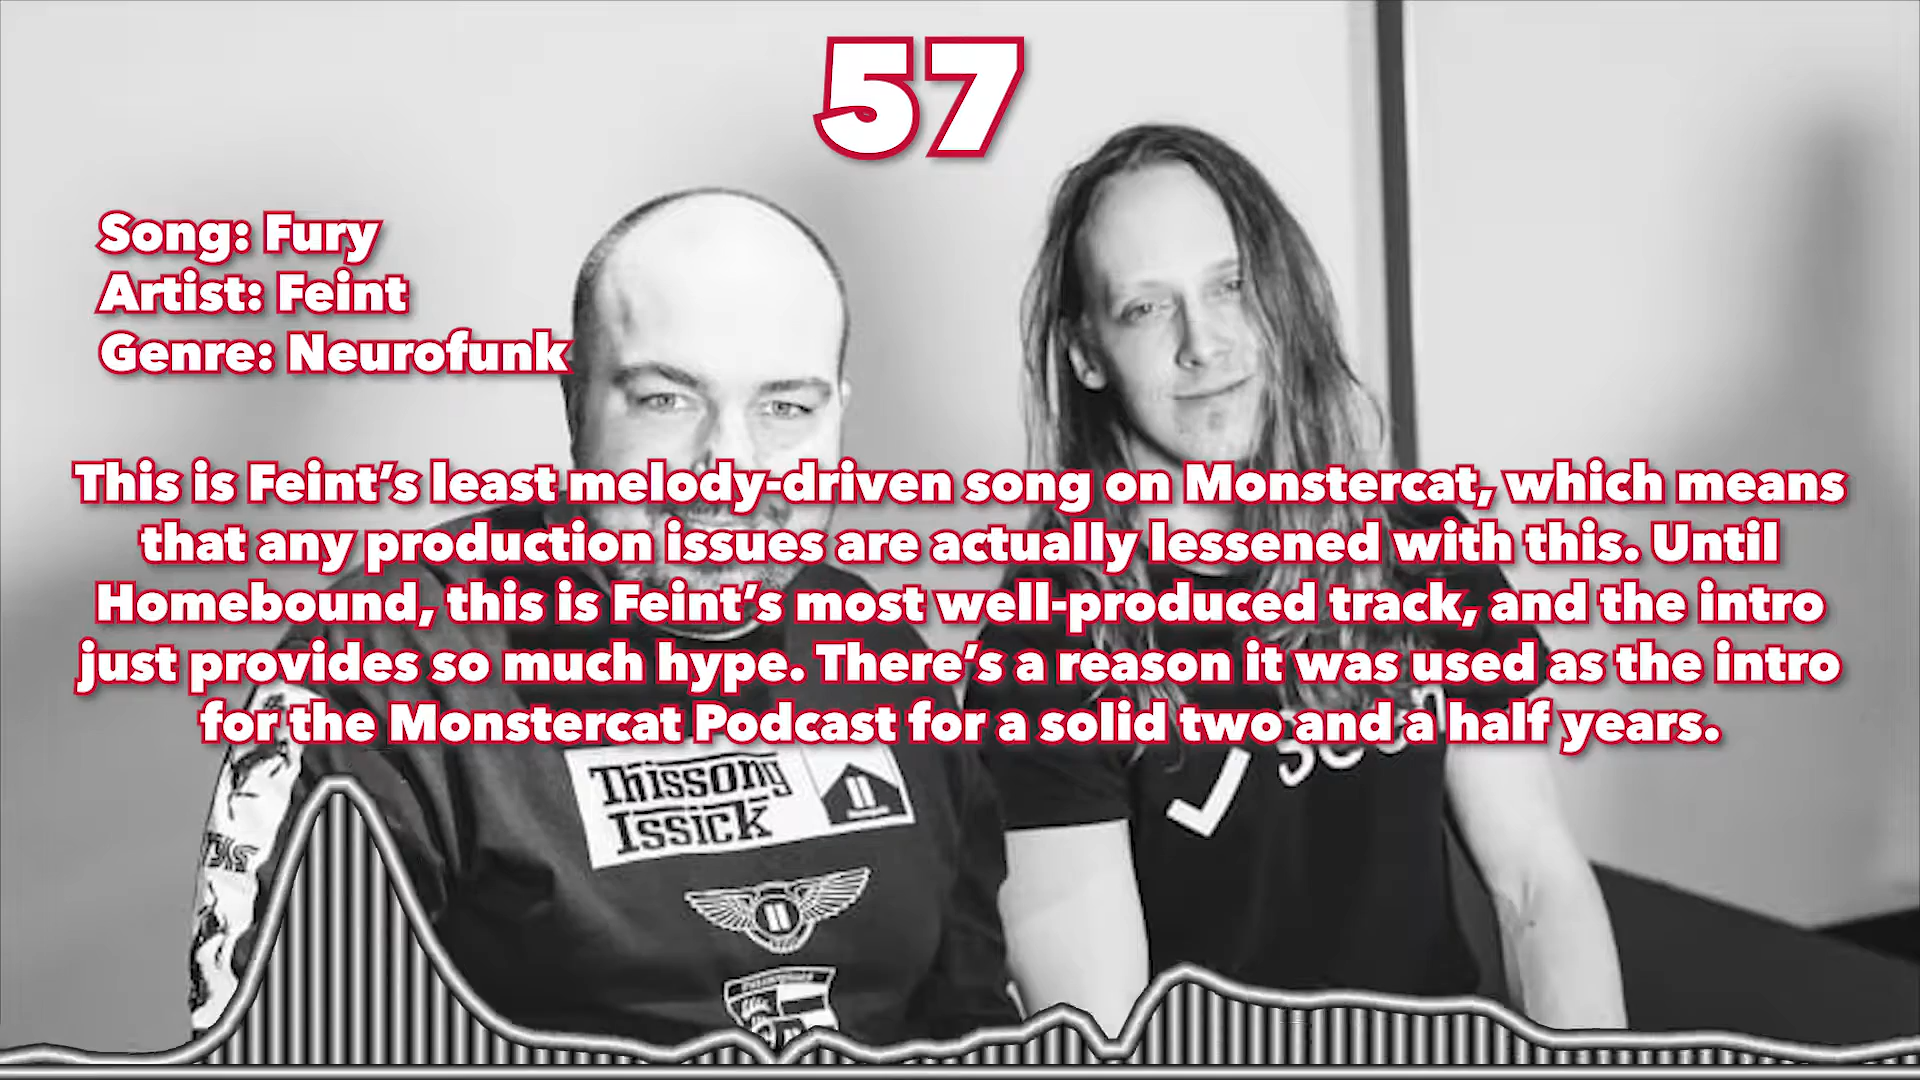 57
Song: Fury
Artist: Feint
Genre: Neurofunk
This is Feint’s least melody-driven song on Monstercat, which means
that any production issues are actually lessened with this. Until
Homebound, this is Feint’s most well-produced track, and the intro
just provides so much hype. There’s a reason it was used as the intro
for the Monstercat Podcast for a solid two and a half years.
Thissong
Issick